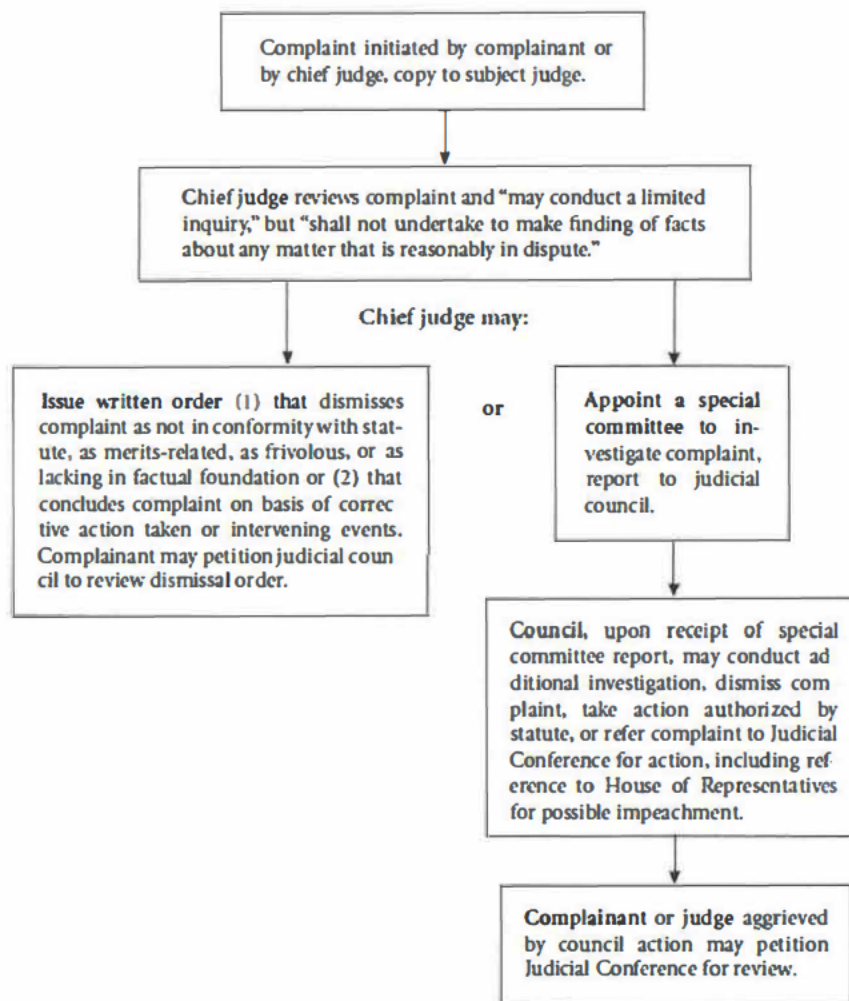 Complaint initiated by complainant or
by chief judge, copy to subject judge.
Chief judge reviews complaint and “may conduct a limited
inquiry,” but “shall not undertake to make finding of facts
about any matter that is reasonably in dispute.”
Chief judge may:
Issue written order (1) that dismisses
complaint as not in conformity with stat-
ute, as merits-related, as frivolous, or as
lacking in factual foundation or (2) that
concludes complaint on basis of correc
tive action taken or intervening events.
Complainant may petition judicial coun
cil to review dismissal order.
or
Appoint a special
committee to in-
vestigate complaint,
report to judicial
council.
Council, upon receipt of special
committee report, may conduct ad
ditional investigation, dismiss com
plaint, take action authorized by
statute, or refer complaint to Judicial
Conference for action, including ref
erence to House of Representatives
for possible impeachment.
Complainant or judge aggrieved
by council action may petition
Judicial Conference for review.